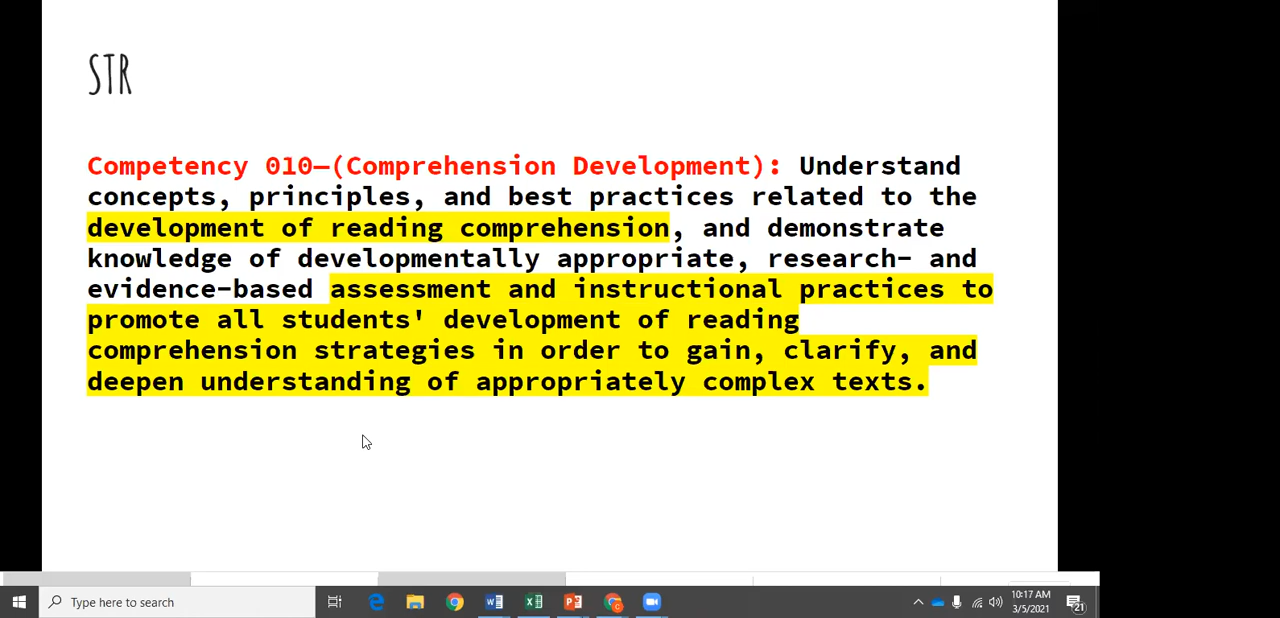 STR
Competency 010—(Comprehension Development): Understand
concepts, principles, and best practices related to the
development of reading comprehension, and demonstrate
knowledge of developmentally appropriate, research- and
evidence-based assessment and instructional practices to
promote all students' development of reading
comprehension strategies in order to gain, clarify, and
deepen understanding of appropriately complex texts.
Type here to search
10:17 AM
3/5/2021
21